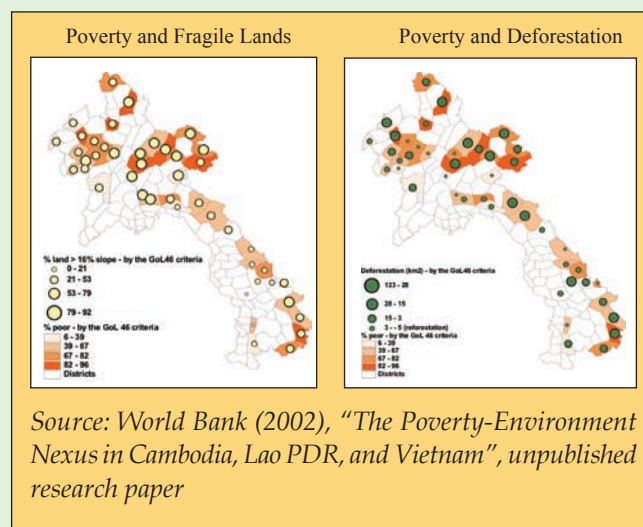 Poverty and Fragile Lands
Poverty and Deforestation
% land > 16% slope - by the GoL46 criteria
0 - 21
21 - 53
53 - 79
79 - 92
% poor - by the GoL 46 criteria
6 - 39
39 - 67
67 - 82
82 - 96
Districts
Deforestation (km2) - by the GoL46 criteria
123 - 28
28 - 15
15 - 3
3 - -5 (reforestation)
% poor - by the GoL 46 criteria
6 - 39
39 - 67
67 - 82
82 - 96
Districts
Source: World Bank (2002), “The Poverty-Environment
Nexus in Cambodia, Lao PDR, and Vietnam”, unpublished
research paper